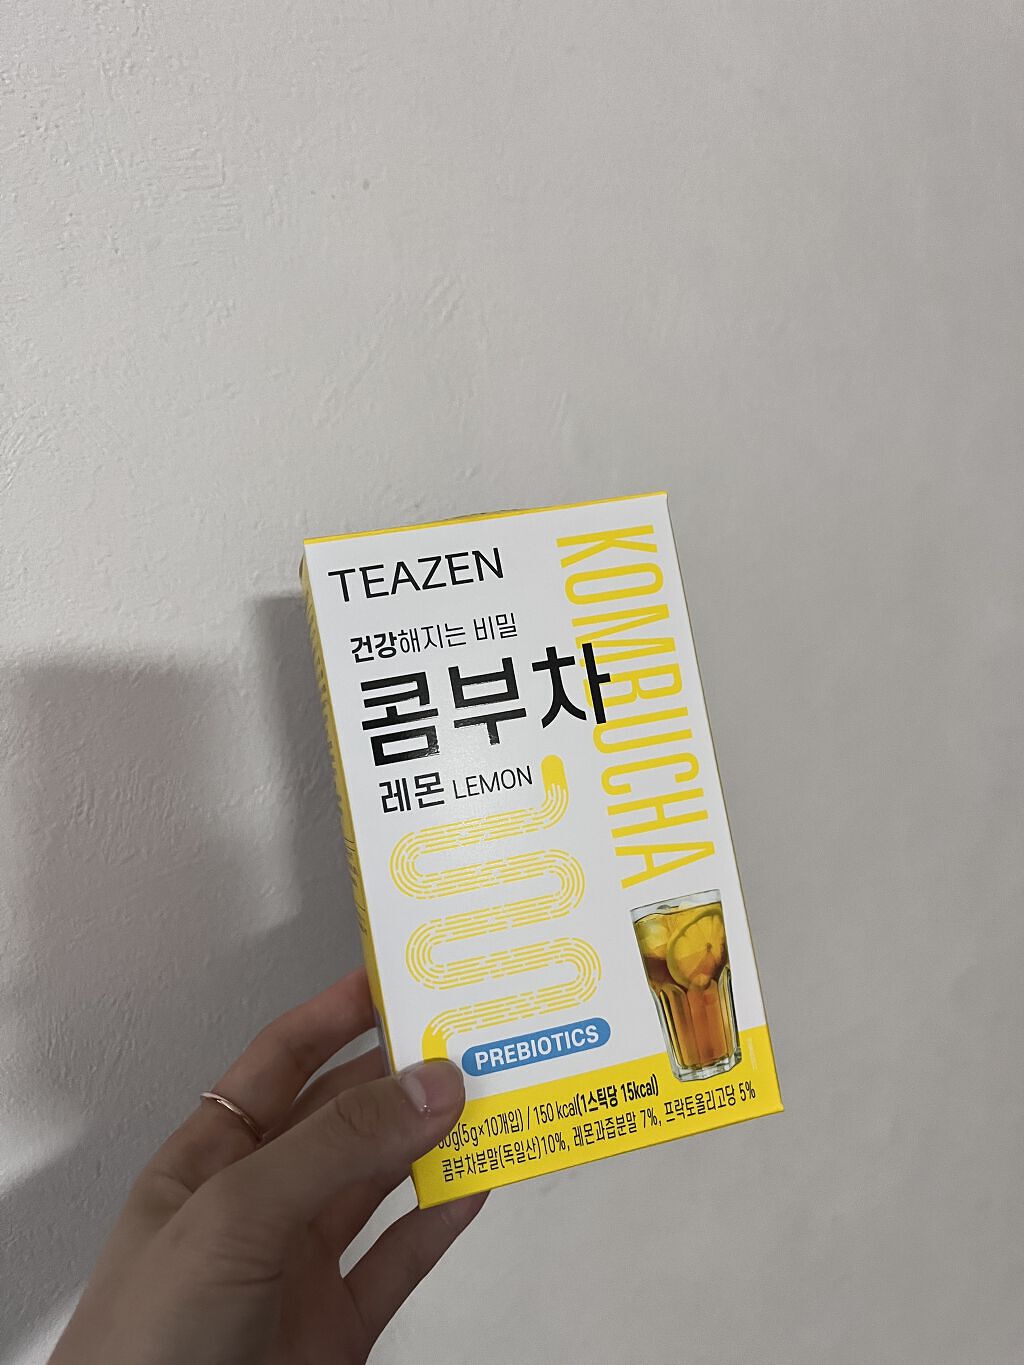 TEAZEN
건강해지는 비밀
콤부차
레몬 LEMON
KOMBUCHA
PREBIOTICS
(5g×10개입) / 150 kcal(1스틱당 15kcal)
콤부차분말(독일산)10%, 레몬과즙분말 7%, 프락토올리고당 5%